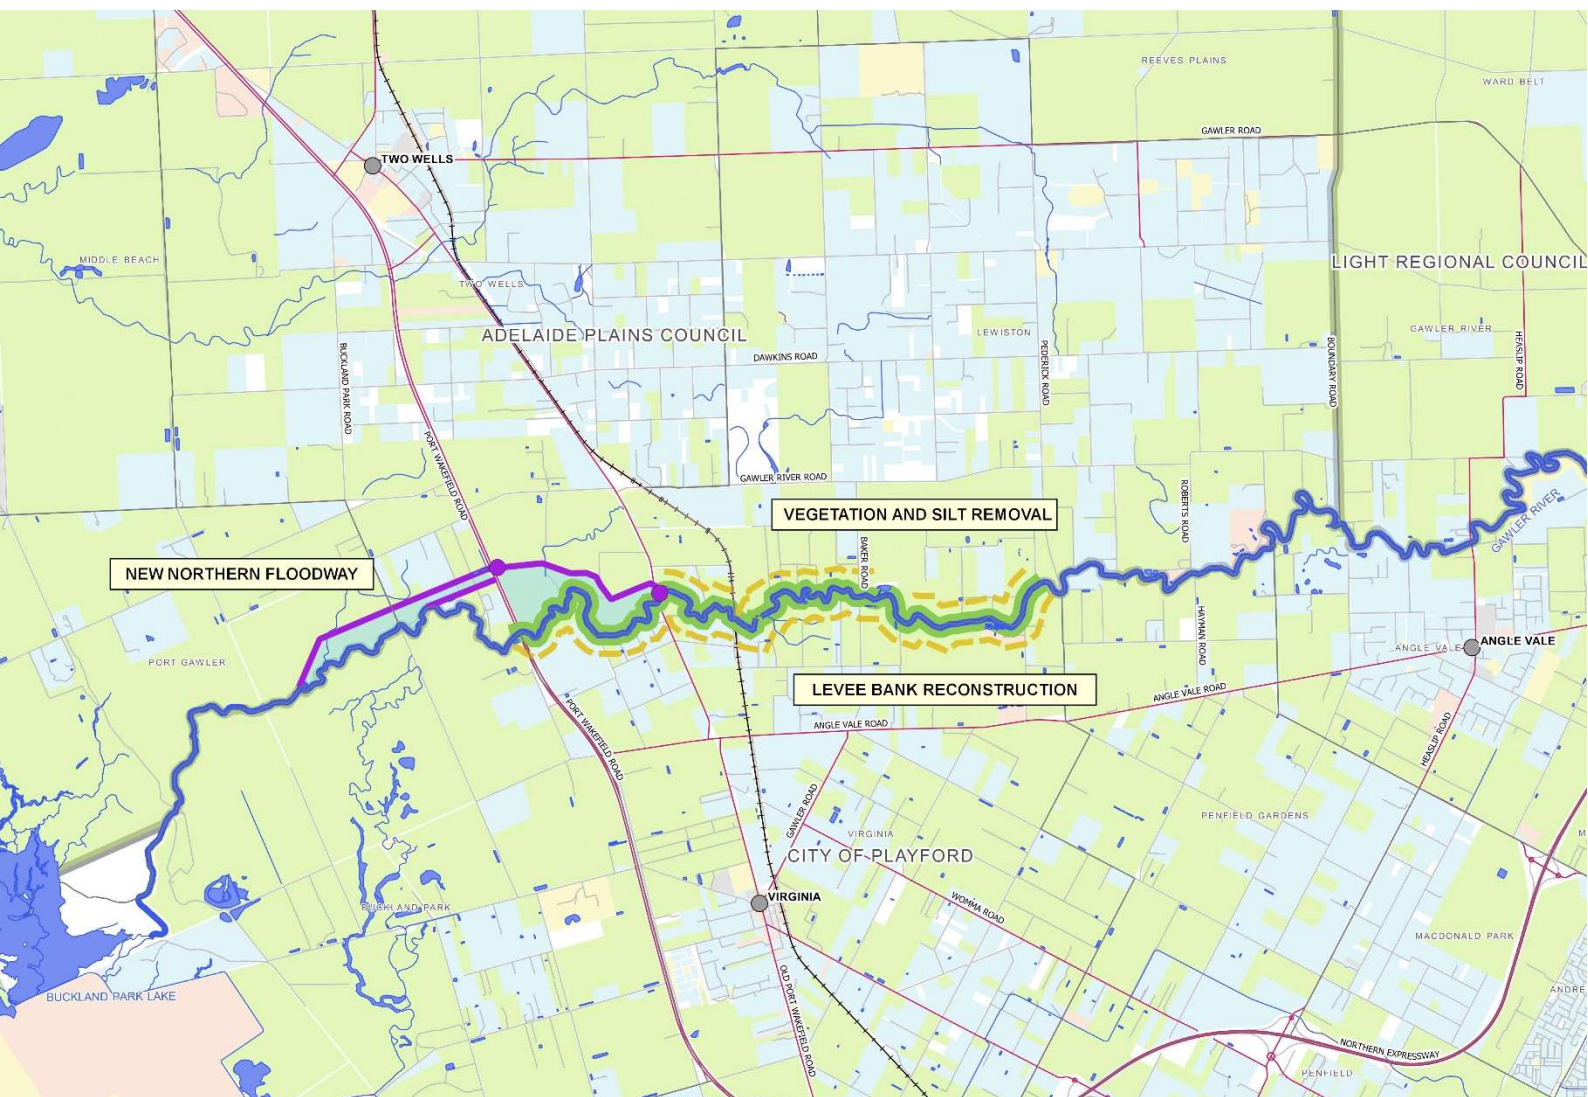 REEVES PLAINS
WARD BELT
GAWLER ROAD
TWO WELLS
MIDDLE BEACH
LIGHT REGIONAL COUNCIL
TWO WELLS
ADELAIDE PLAINS COUNCIL
LEWISTON
GAWLER RIVER
BUCKLAND PARK ROAD
DAWKINS ROAD
PEDERICK ROAD
BOUNDARY ROAD
HEASLIP ROAD
PORT WAKEFIELD ROAD
GAWLER RIVER ROAD
ROBERTS ROAD
VEGETATION AND SILT REMOVAL
GAWLER RIVER
BAKER ROAD
NEW NORTHERN FLOODWAY
HAYMAN ROAD
PORT GAWLER
ANGLE VALE
ANGLE VALE
LEVEE BANK RECONSTRUCTION
ANGLE VALE ROAD
PORT WAKEFIELD ROAD
ANGLE VALE ROAD
HEASLIP ROAD
GAWLER ROAD
PENFIELD GARDENS
VIRGINIA
CITY OF PLAYFORD
VIRGINIA
BUCKLAND PARK
WOMMA ROAD
MACDONALD PARK
OLD PORT WAKEFIELD ROAD
BUCKLAND PARK LAKE
ANDRE
NORTHERN EXPRESSWAY
PENFIELD